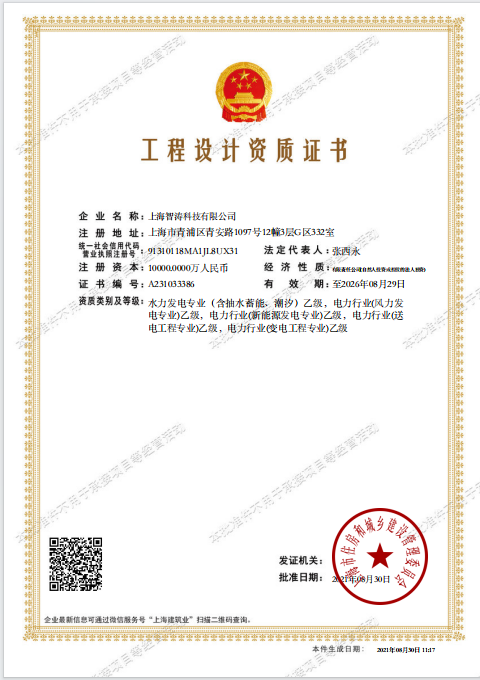 工程设计资质证书
企业名称：上海智涛科技有限公司
注册地址：上海市青浦区青安路1097号12幢3层G区332室
统一社会信用代码
营业执照注册号：91310118MA1JL8UX31 法定代表人：张西永
注册资本：10000.0000万人民币 经济性质：有限责任公司(自然人投资或控股的法人独资)
证书编号：A231033386 有效期：至2026年08月29日
资质类别及等级：水力发电专业（含抽水蓄能、潮汐）乙级，电力行业(风力发
电专业)乙级，电力行业(新能源发电专业)乙级，电力行业(送
电工程专业)乙级，电力行业(变电工程专业)乙级
发证机关：
上海市住房和城乡建设管理委员会
批准日期：2021年08月30日
企业最新信息可通过微信服务号“上海建筑业”扫描二维码查询。
本件生成日期：2021年08月30日 11:17